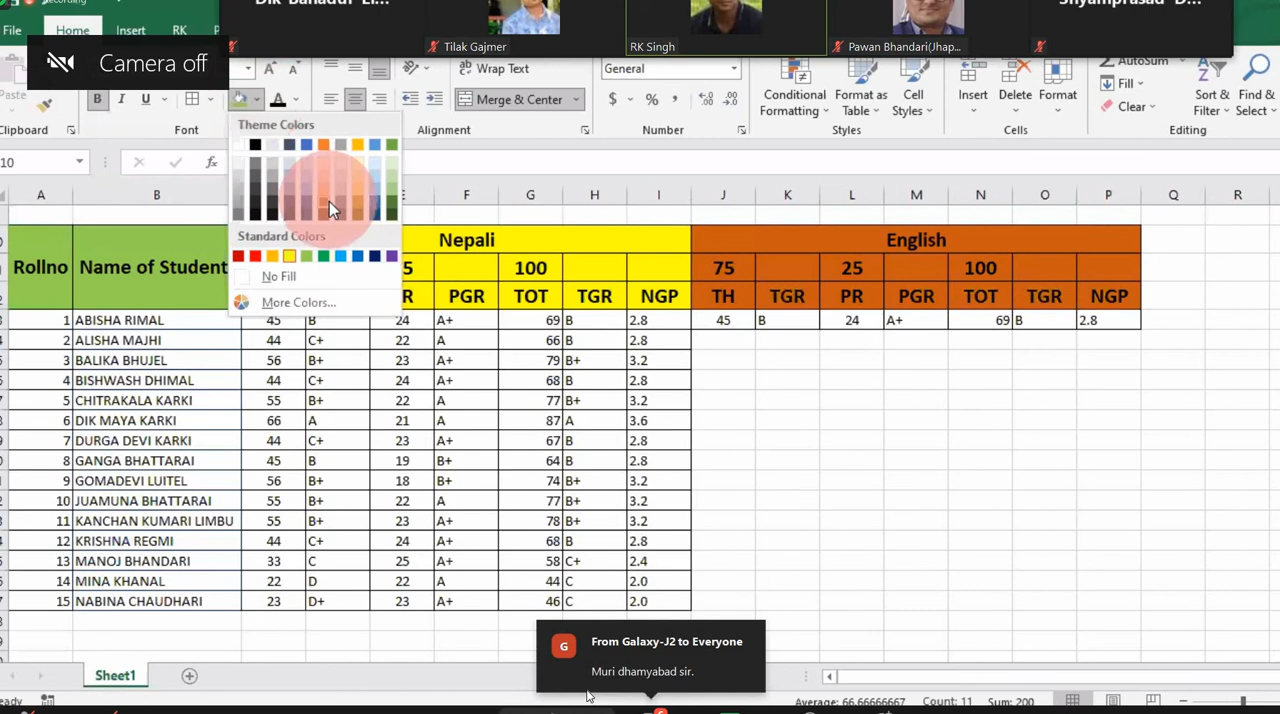 Dik Bahadur Li...
Shyamprasad D...
Tilak Gajmer
RK Singh
Pawan Bhandari(Jhap...
Camera off
File
Home
Insert
RK
Paste
B I U
Wrap Text
Merge & Center
General
$ %
Conditional
Formatting
Format as
Table
Cell
Styles
Insert
Delete
Format
AutoSum
Fill
Clear
Sort &
Filter
Find &
Select
Clipboard
Font
Alignment
Number
Styles
Cells
Editing
10
fx
Theme Colors
Standard Colors
No Fill
More Colors...
A B E F G H I J K L M N O P Q R
Nepali English
Rollno Name of Student 5 100 75 25 100
R PGR TOT TGR NGP TH TGR PR PGR TOT TGR NGP
1 ABISHA RIMAL 45 B 24 A+ 69 B 2.8 45 B 24 A+ 69 B 2.8
2 ALISHA MAJHI 44 C+ 22 A 66 B 2.8
3 BALIKA BHUJEL 56 B+ 23 A+ 79 B+ 3.2
4 BISHWASH DHIMAL 44 C+ 24 A+ 68 B 2.8
5 CHITRAKALA KARKI 55 B+ 22 A 77 B+ 3.2
6 DIK MAYA KARKI 66 A 21 A 87 A 3.6
7 DURGA DEVI KARKI 44 C+ 23 A+ 67 B 2.8
8 GANGA BHATTARAI 45 B 19 B+ 64 B 2.8
9 GOMADEVI LUITEL 56 B+ 18 B+ 74 B+ 3.2
10 JUAMUNA BHATTARAI 55 B+ 22 A 77 B+ 3.2
11 KANCHAN KUMARI LIMBU 55 B+ 23 A+ 78 B+ 3.2
12 KRISHNA REGMI 44 C+ 24 A+ 68 B 2.8
13 MANOJ BHANDARI 33 C 25 A+ 58 C+ 2.4
14 MINA KHANAL 22 D 22 A 44 C 2.0
15 NABINA CHAUDHARI 23 D+ 23 A+ 46 C 2.0
G
From Galaxy-J2 to Everyone
Muri dhamyabad sir.
Sheet1
eady
Average: 66.66666667 Count: 11 Sum: 200